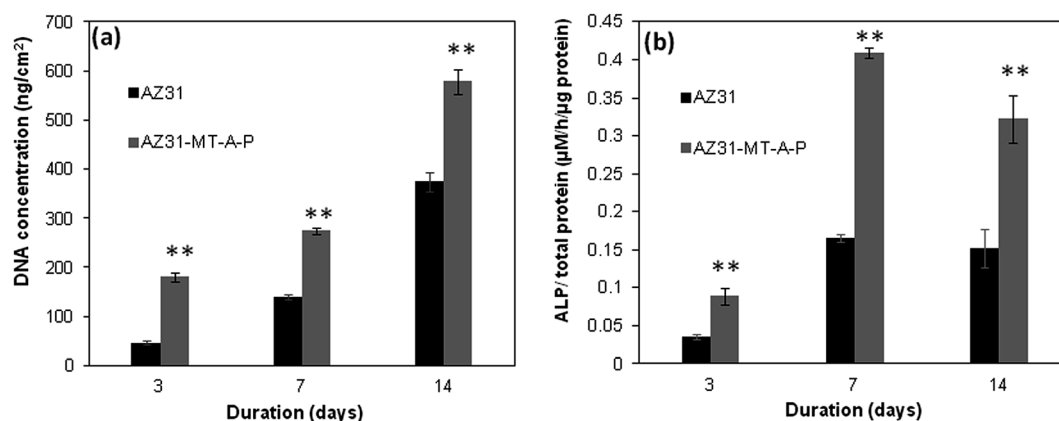 (a)
DNA concentration (ng/cm²)
700
600
500
400
300
200
100
0
AZ31
AZ31-MT-A-P
**
**
**
3 7 14
Duration (days)
(b)
ALP/ total protein (µM/h/µg protein)
0.45
0.4
0.35
0.3
0.25
0.2
0.15
0.1
0.05
0
AZ31
AZ31-MT-A-P
**
**
**
3 7 14
Duration (days)